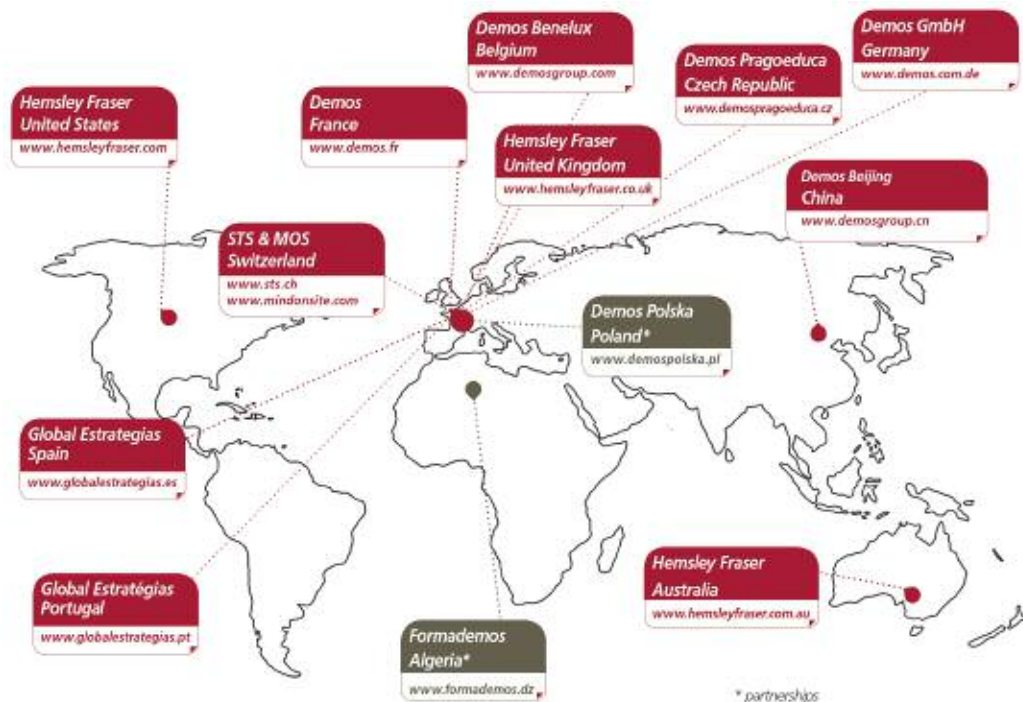 Demos Benelux
Belgium
www.demosgroup.com
Demos GmbH
Germany
www.demos.com.de
Demos Pragoeduca
Czech Republic
www.demospragoeduca.cz
Hemsley Fraser
United States
www.hemsleyfraser.com
Demos
France
www.demos.fr
Hemsley Fraser
United Kingdom
www.hemsleyfraser.co.uk
Demos Beijing
China
www.demosgroup.cn
STS & MOS
Switzerland
www.sts.ch
www.mindonsite.com
Demos Polska
Poland*
www.demospolska.pl
Global Estrategias
Spain
www.globalestrategias.es
Global Estratégias
Portugal
www.globalestrategias.pt
Hemsley Fraser
Australia
www.hemsleyfraser.com.au
Formademos
Algeria*
www.formademos.dz
* partnerships